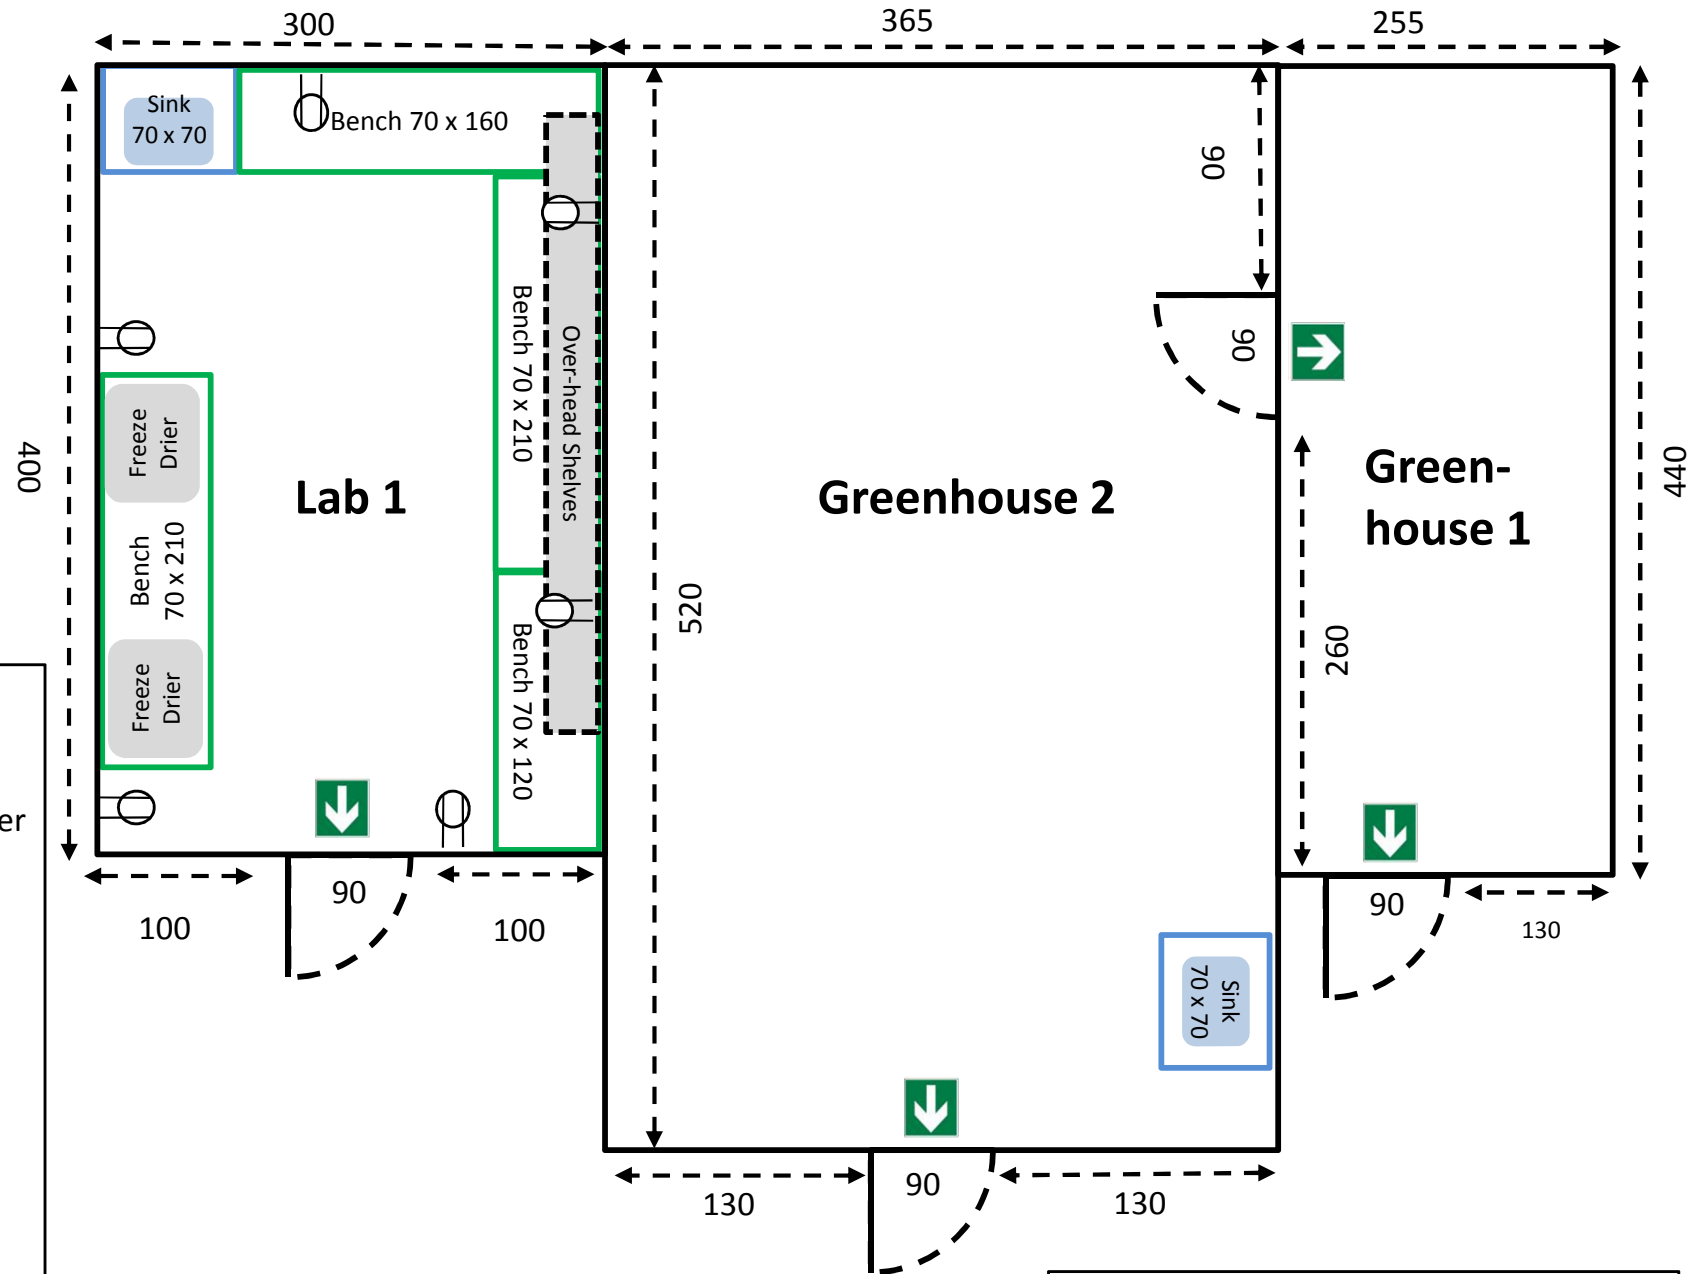 300
365
255
Sink
70 x 70
Bench 70 x 160
90
90
Over-head Shelves
Bench 70 x 210
400
Freeze
Drier
Lab 1
Greenhouse 2
Green-
house 1
440
Bench
70 x 210
520
260
Freeze
Drier
Bench 70 x 120
er
90
100
100
90
130
Sink
70 x 70
130
90
130